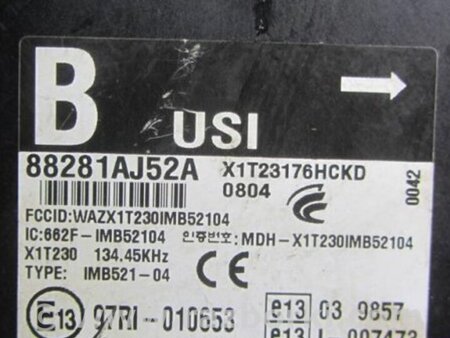 B
USI
88281AJ52A X1T23176HCKD
0804
0042
FCCID:WAZX1T230IMB52104
IC:662F-IMB52104 인증번호:MDH-X1T230IMB52104
X1T230 134.45KHz
TYPE: IMB521-04 CE
E13 97RI-010653 e13 03 9857
e13 I-007473